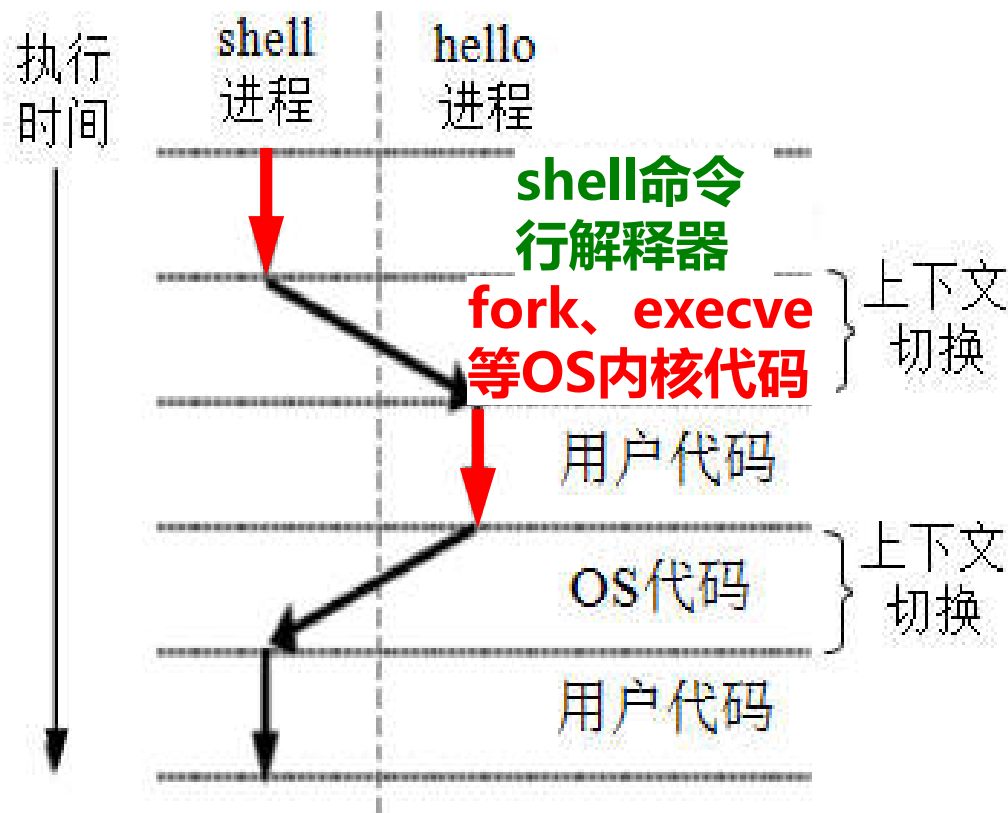 执行
时间
shell
进程
hello
进程
shell命令
行解释器
fork、execve
等OS内核代码
上下文
切换
用户代码
OS代码
上下文
切换
用户代码